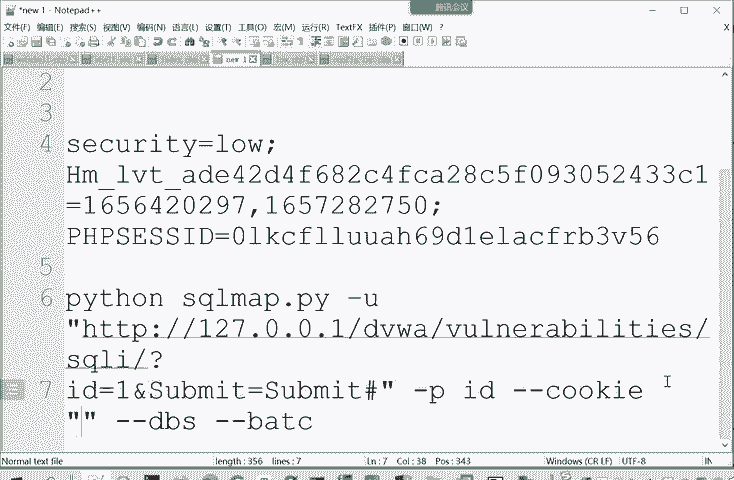 *new 1 - Notepad++
腾讯会议
文件(F) 编辑(E) 搜索(S) 视图(V) 编码(N) 语言(L) 设置(T) 工具(O) 宏(M) 运行(R) TextFX 插件(P) 窗口(W) ?
X
new 1
2
3
4 security=low;
Hm_lvt_ade42d4f682c4fca28c5f093052433c1
=1656420297,1657282750;
PHPSESSID=0lkcflluuah69d1elacfrb3v56
5
6 python sqlmap.py -u
"http://127.0.0.1/dvwa/vulnerabilities/
sqli/?
7 id=1&Submit=Submit#" -p id --cookie
"" --dbs --batc
Normal text file length : 356 lines : 7 Ln : 7 Col : 38 Pos : 343 Windows (CR LF) UTF-8 IN